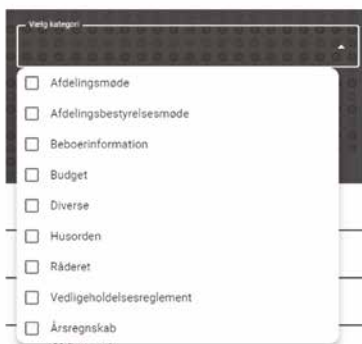 Vælg kategori
Afdelingsmøde
Afdelingsbestyrelsesmøde
Beboerinformation
Budget
Diverse
Husorden
Råderet
Vedligeholdelsesreglement
Årsregnskab